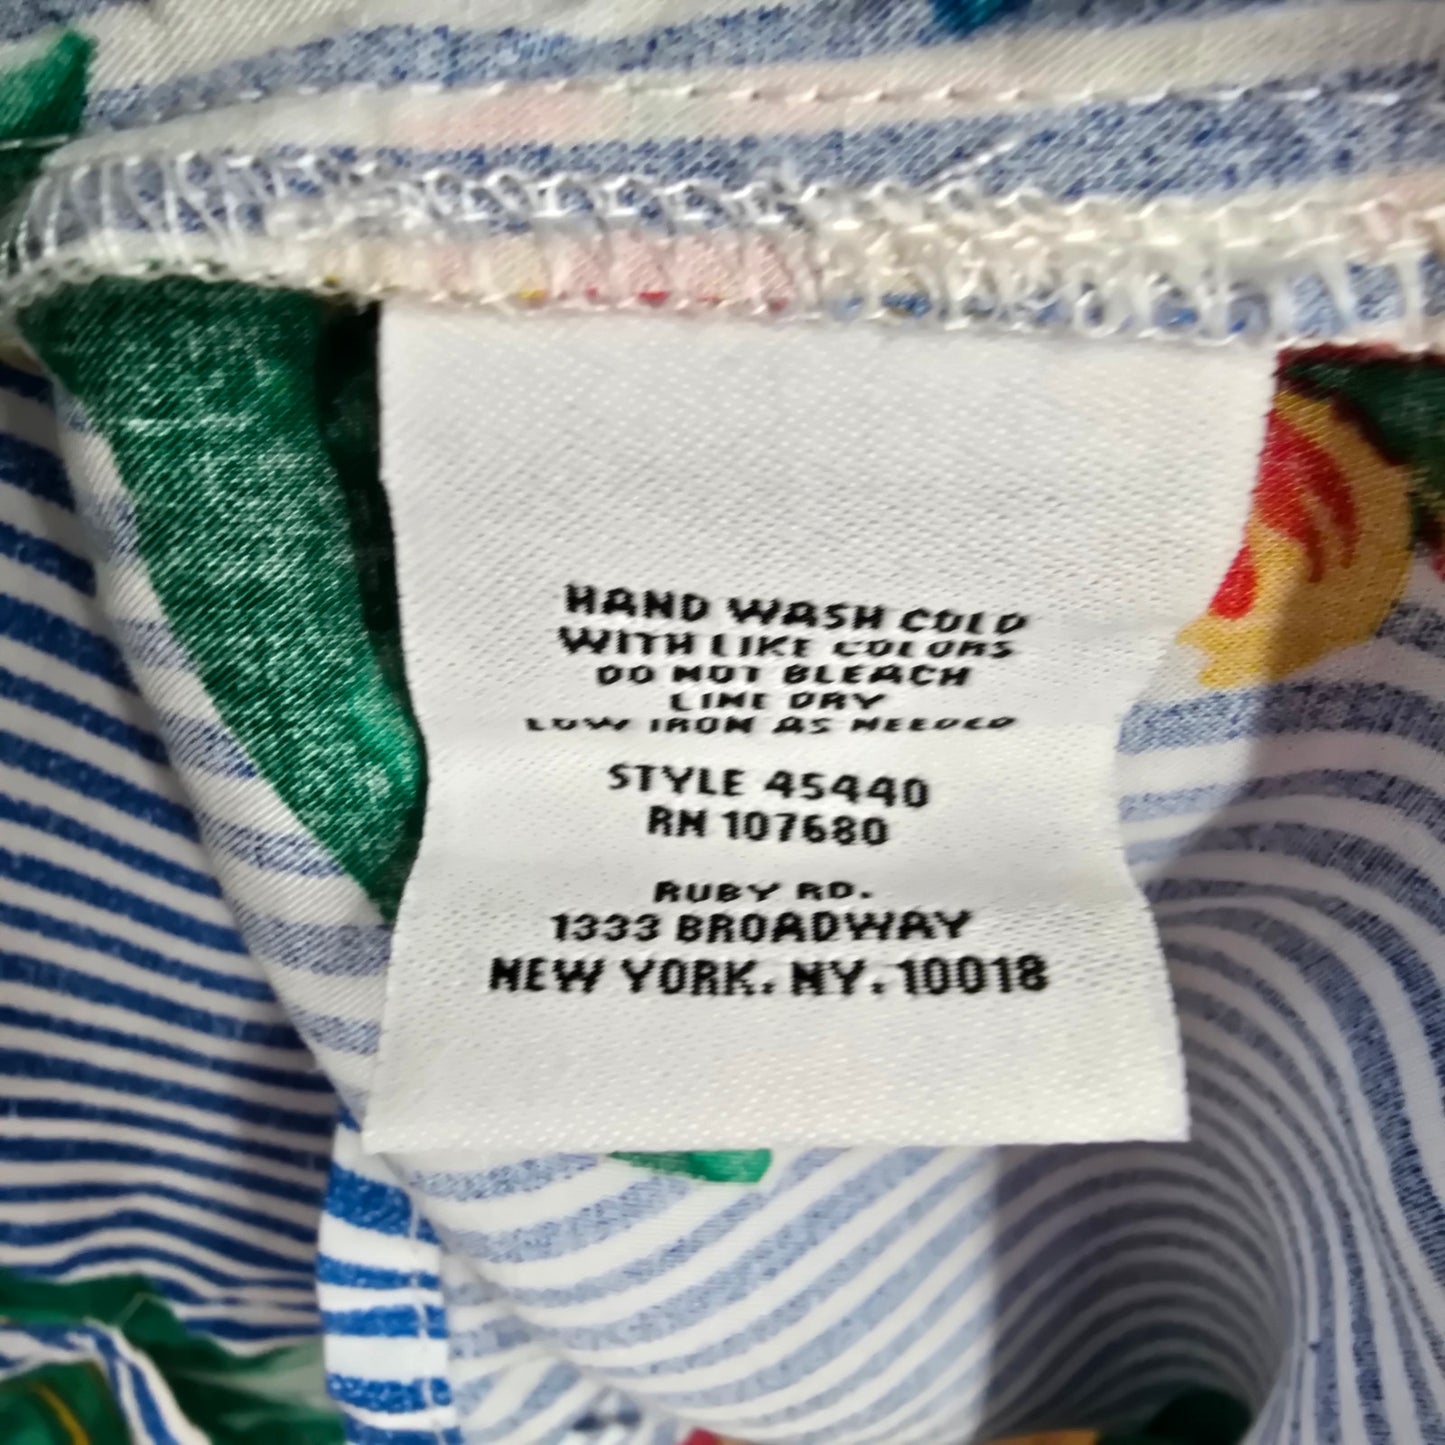 HAND WASH COLD
WITH LIKE COLORS
DO NOT BLEACH
LINE DRY
LOW IRON AS NEEDED
STYLE 45440
RN 107680
RUBY RD.
1333 BROADWAY
NEW YORK, NY. 10018